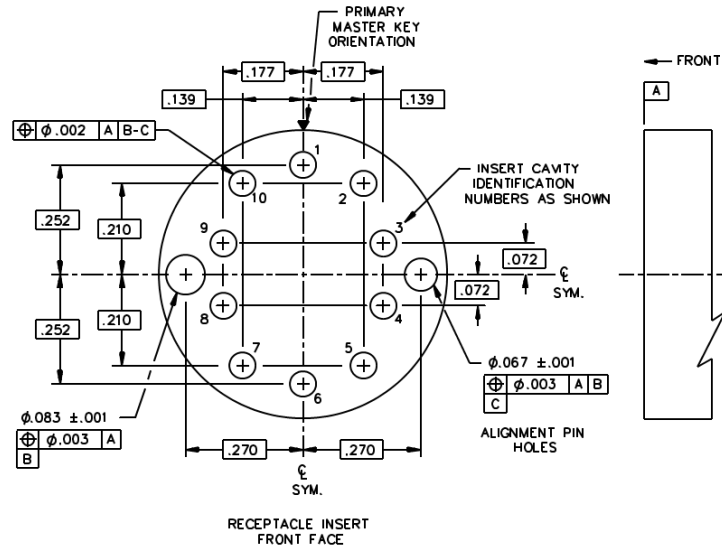 PRIMARY
MASTER KEY
ORIENTATION
FRONT
.177
.177
.139
.139
A
⌖ ⌀.002 A B-C
1
INSERT CAVITY
IDENTIFICATION
NUMBERS AS SHOWN
10
2
.252
.210
9
3
.072
℄
SYM.
.072
8
4
.252
.210
7
5
6
⌀.067 ±.001
⌖ ⌀.003 A B
C
⌀.083 ±.001
⌖ ⌀.003 A
B
ALIGNMENT PIN
HOLES
.270
.270
℄
SYM.
RECEPTACLE INSERT
FRONT FACE